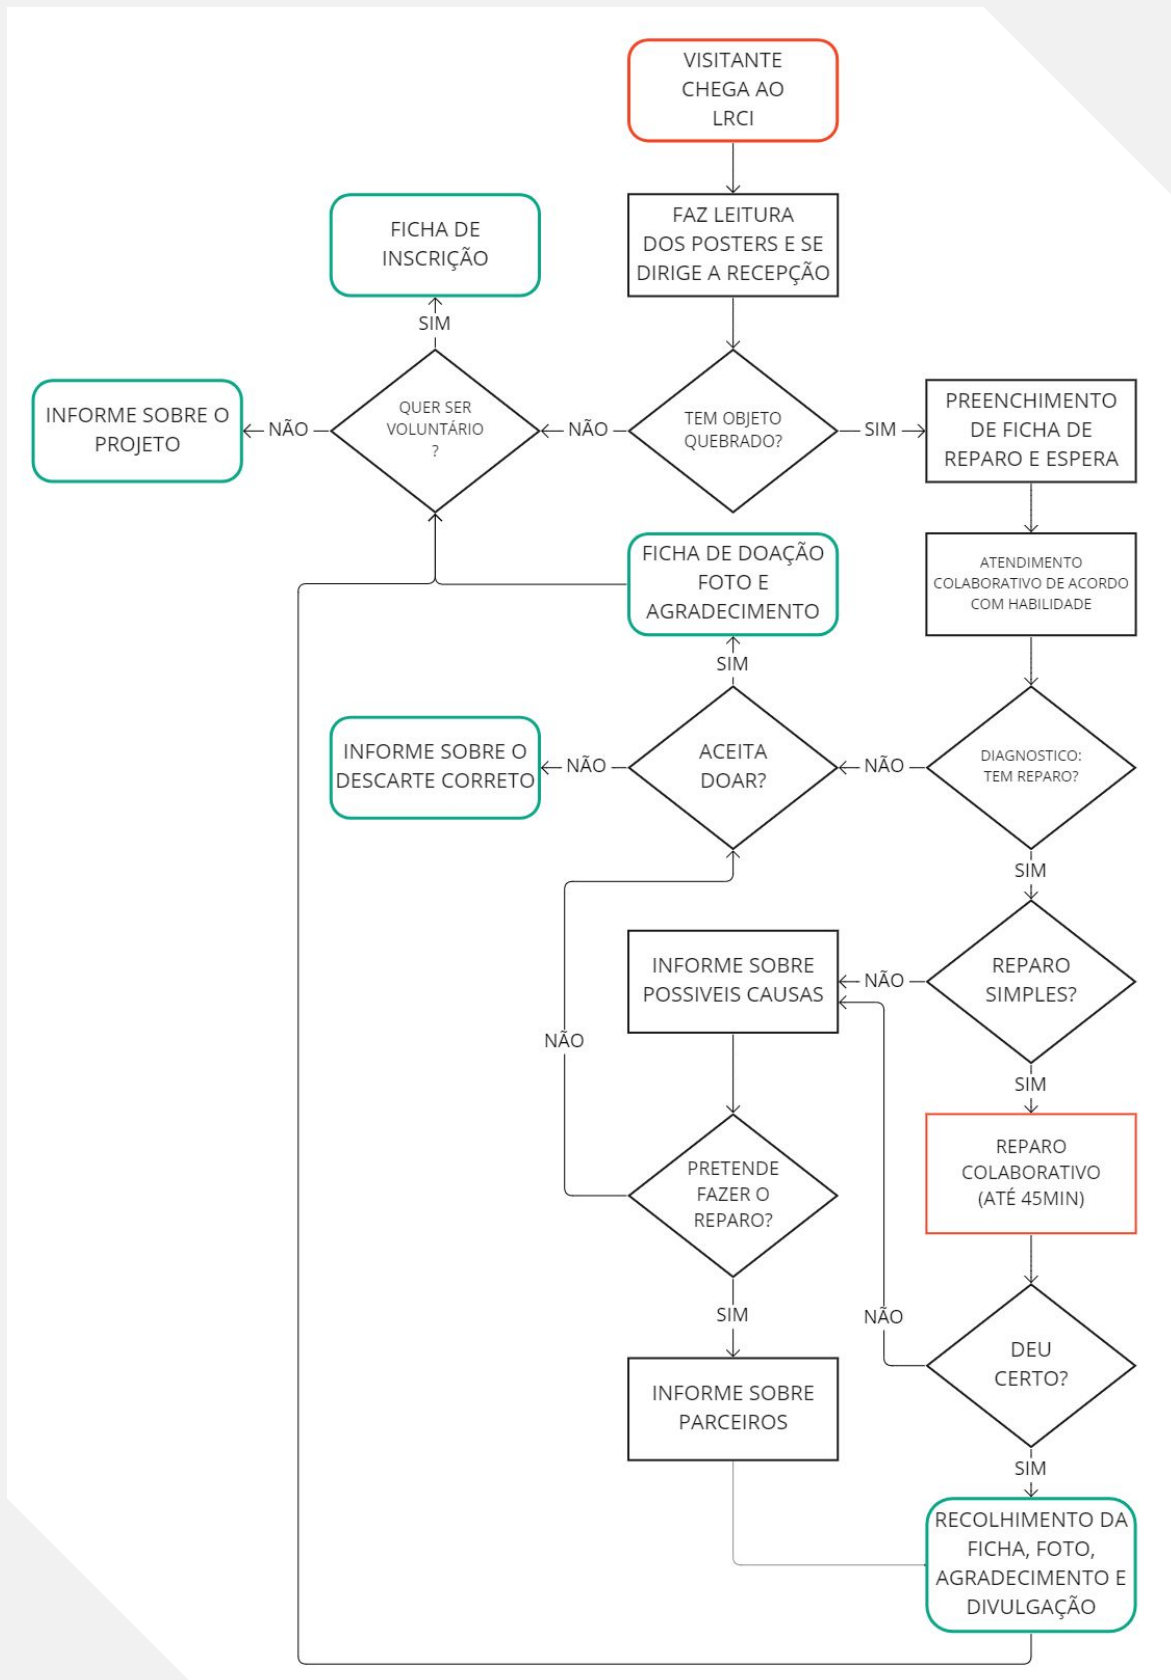 VISITANTE
CHEGA AO
LRCI
FAZ LEITURA
DOS POSTERS E SE
DIRIGE A RECEPÇÃO
FICHA DE
INSCRIÇÃO
SIM
INFORME SOBRE O
PROJETO
NÃO
QUER SER
VOLUNTÁRIO
?
NÃO
TEM OBJETO
QUEBRADO?
SIM
PREENCHIMENTO
DE FICHA DE
REPARO E ESPERA
ATENDIMENTO
COLABORATIVO DE ACORDO
COM HABILIDADE
FICHA DE DOAÇÃO
FOTO E
AGRADECIMENTO
SIM
INFORME SOBRE O
DESCARTE CORRETO
NÃO
ACEITA
DOAR?
NÃO
DIAGNOSTICO:
TEM REPARO?
SIM
INFORME SOBRE
POSSIVEIS CAUSAS
NÃO
REPARO
SIMPLES?
NÃO
SIM
PRETENDE
FAZER O
REPARO?
REPARO
COLABORATIVO
(ATÉ 45MIN)
SIM
NÃO
DEU
CERTO?
INFORME SOBRE
PARCEIROS
SIM
RECOLHIMENTO DA
FICHA, FOTO,
AGRADECIMENTO E
DIVULGAÇÃO